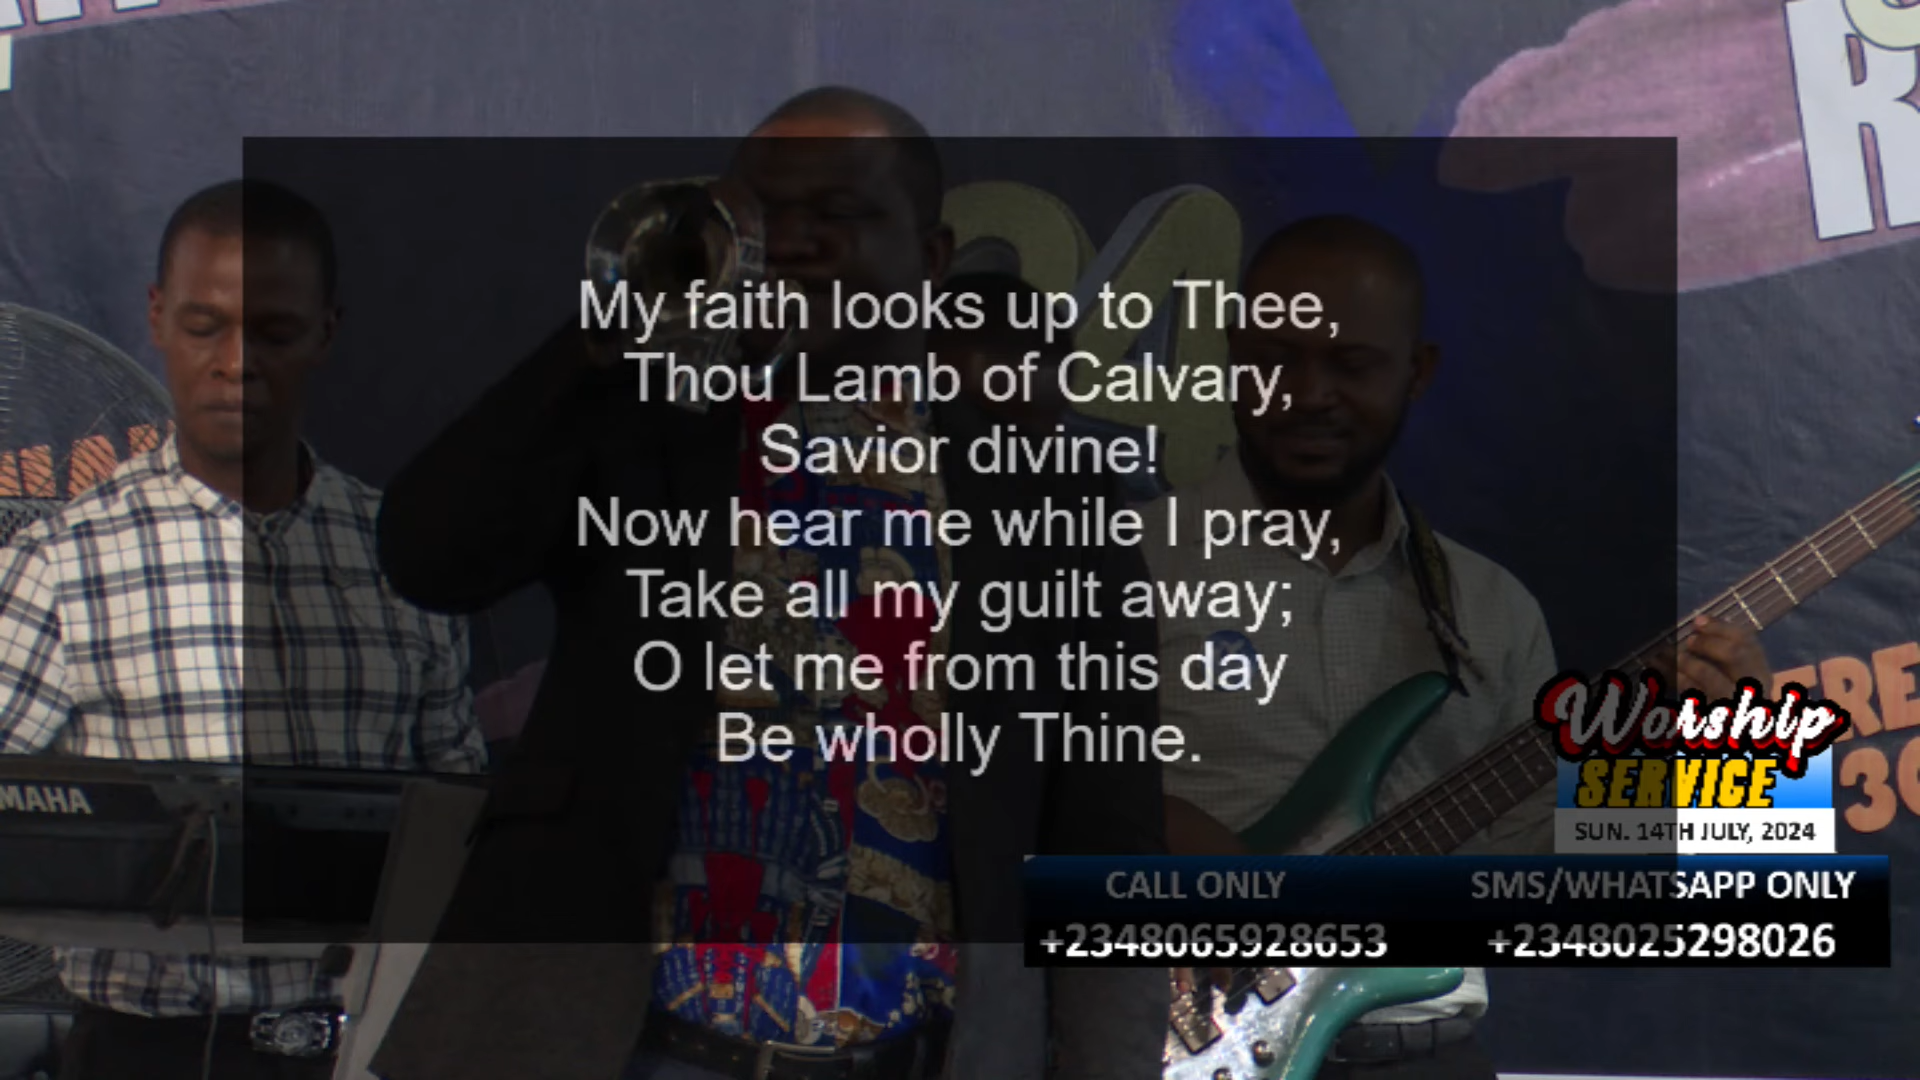 R
24
My faith looks up to Thee,
Thou Lamb of Calvary,
Savior divine!
Now hear me while I pray,
Take all my guilt away;
O let me from this day
Be wholly Thine.
MAHA
Worship
SERVICE
SUN. 14TH JULY, 2024
CALL ONLY
SMS/WHATSAPP ONLY
+2348065928653
+2348025298026